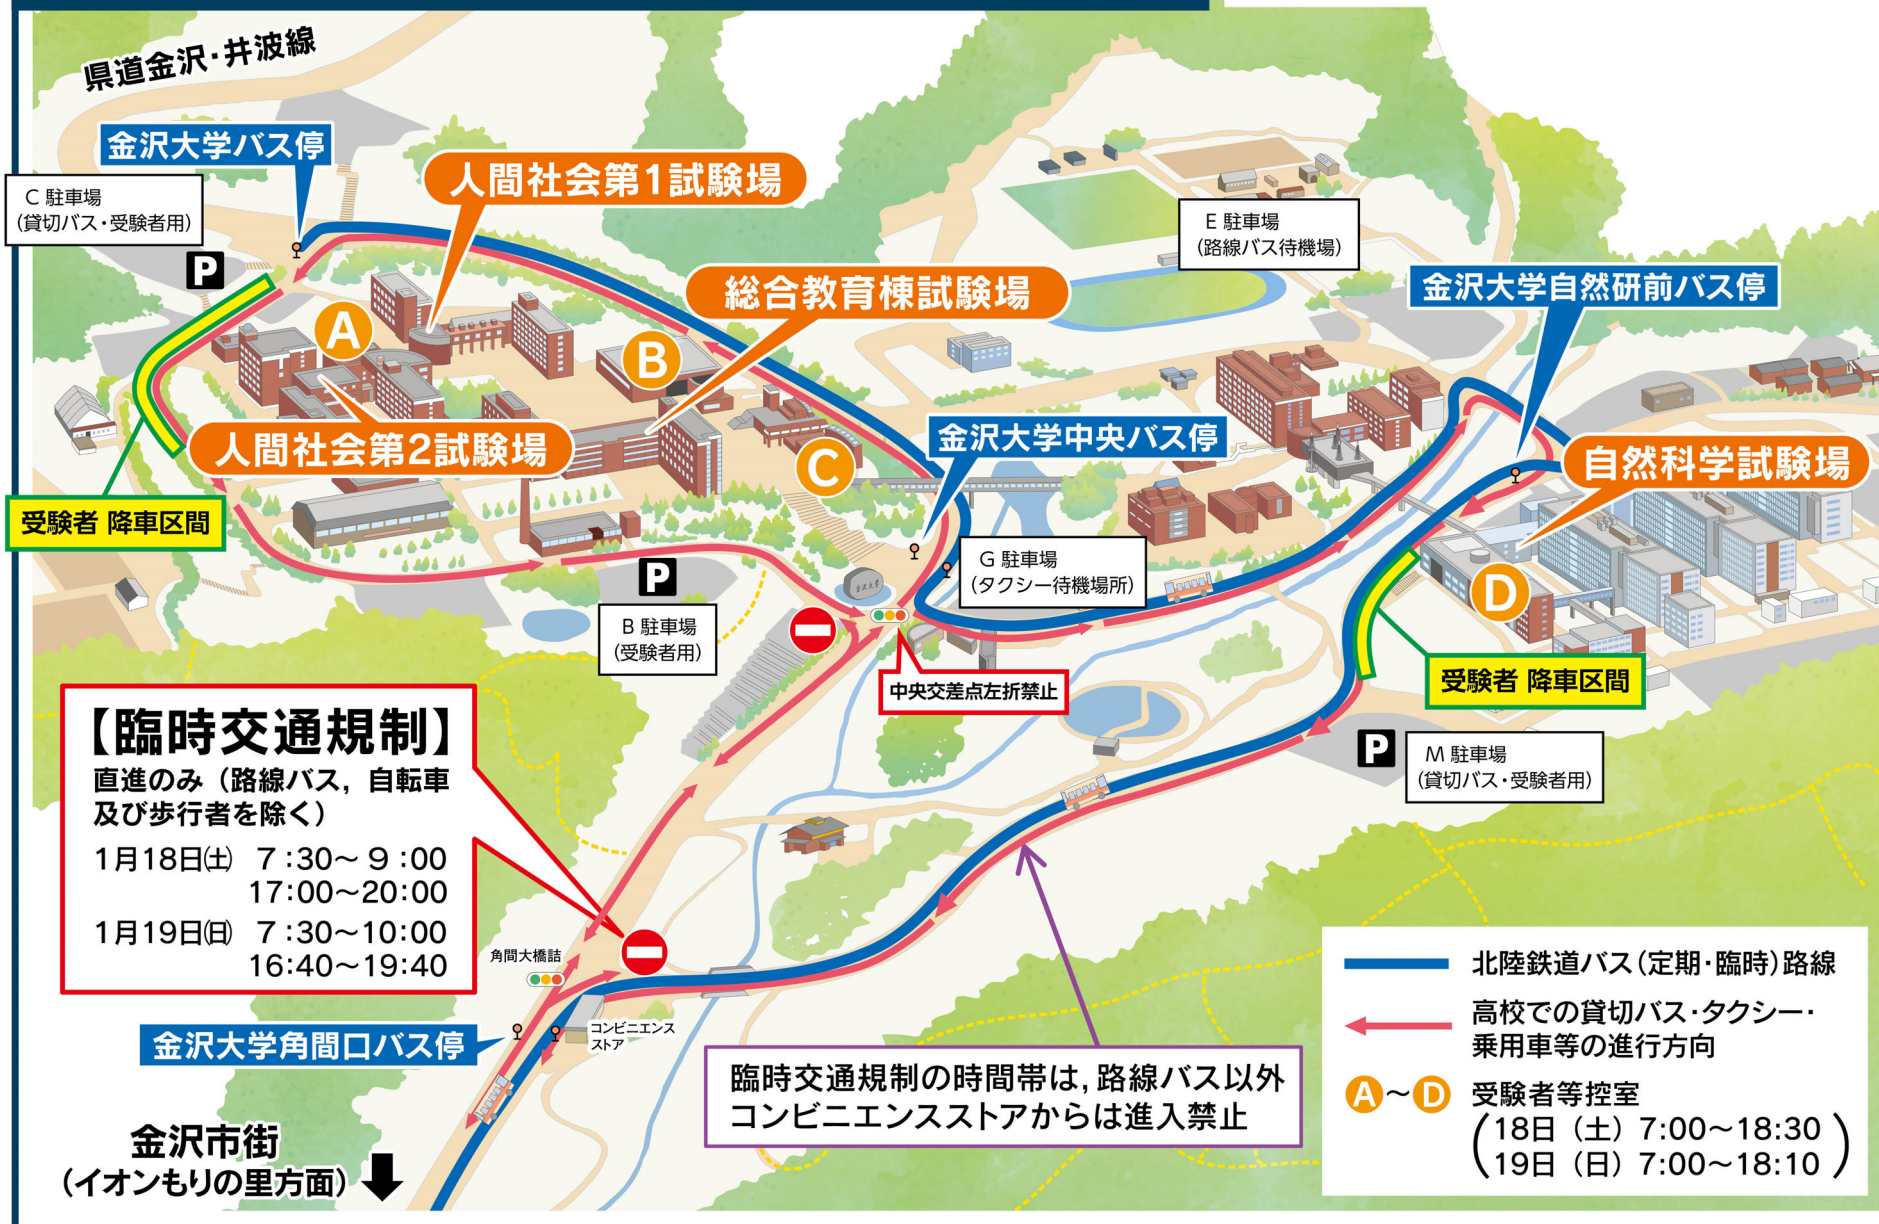 県道金沢・井波線
金沢大学バス停
C 駐車場
(貸切バス・受験者用)
P
人間社会第1試験場
E 駐車場
(路線バス待機場)
総合教育棟試験場
金沢大学自然研前バス停
A
B
人間社会第2試験場
C
金沢大学中央バス停
自然科学試験場
受験者 降車区間
P
B 駐車場
(受験者用)
金沢大学
G 駐車場
(タクシー待機場所)
D
中央交差点左折禁止
受験者 降車区間
P
M 駐車場
(貸切バス・受験者用)
【臨時交通規制】
直進のみ（路線バス，自転車
及び歩行者を除く）
1月18日(土) 7:30～9:00
17:00～20:00
1月19日(日) 7:30～10:00
16:40～19:40
角間大橋詰
コンビニエンス
ストア
金沢大学角間口バス停
臨時交通規制の時間帯は，路線バス以外
コンビニエンスストアからは進入禁止
金沢市街
(イオンもりの里方面)
北陸鉄道バス(定期・臨時)路線
高校での貸切バス・タクシー・
乗用車等の進行方向
A～D 受験者等控室
18日（土）7:00～18:30
19日（日）7:00～18:10